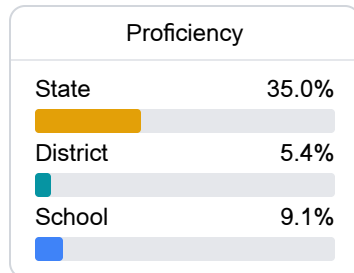 Proficiency
State 35.0%
District 5.4%
School 9.1%